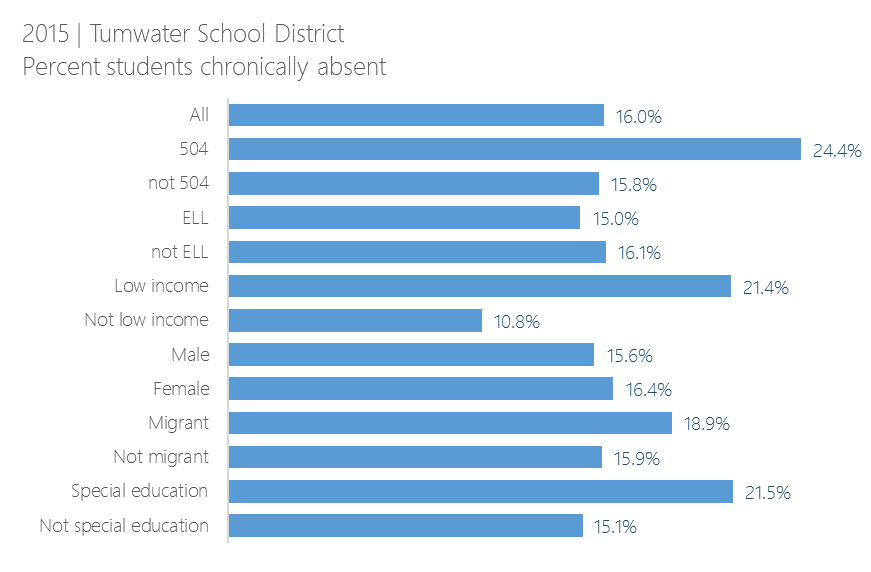 2015 | Tumwater School District
Percent students chronically absent
All 16.0%
504 24.4%
not 504 15.8%
ELL 15.0%
not ELL 16.1%
Low income 21.4%
Not low income 10.8%
Male 15.6%
Female 16.4%
Migrant 18.9%
Not migrant 15.9%
Special education 21.5%
Not special education 15.1%